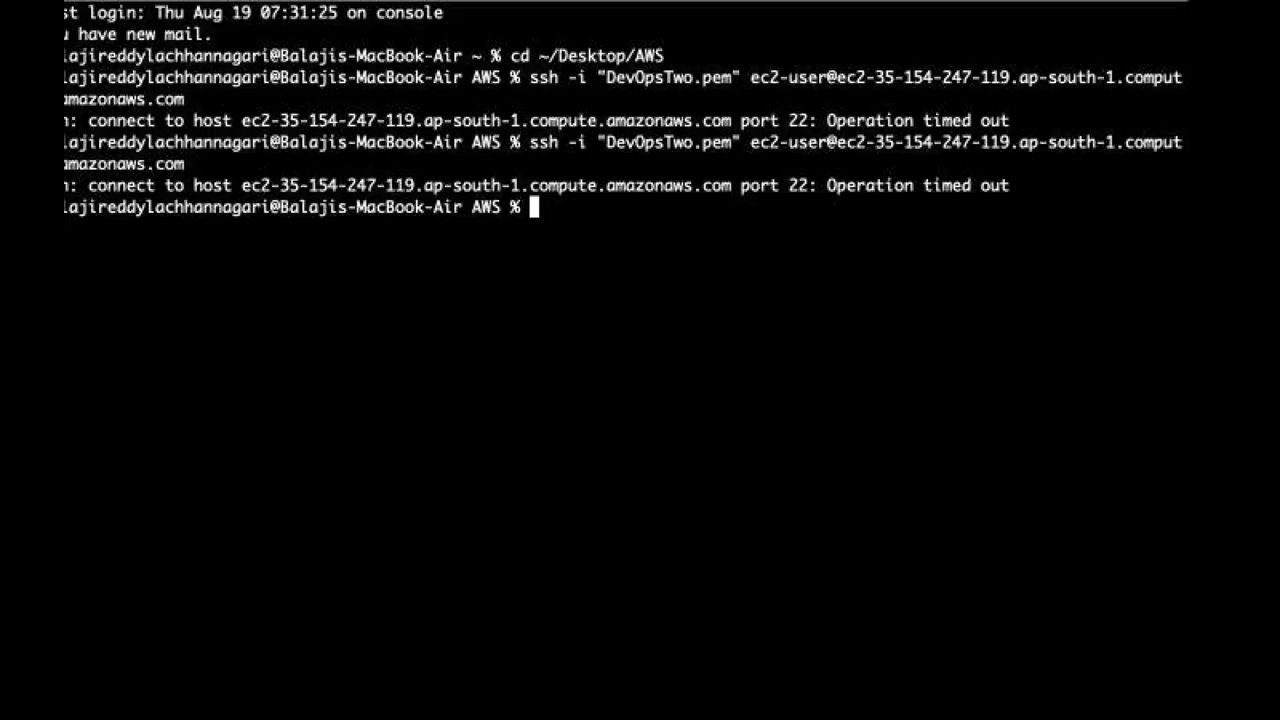 st login: Thu Aug 19 07:31:25 on console
u have new mail.
lajireddylachhannagari@Balajis-MacBook-Air ~ % cd ~/Desktop/AWS
lajireddylachhannagari@Balajis-MacBook-Air AWS % ssh -i "DevOpsTwo.pem" ec2-user@ec2-35-154-247-119.ap-south-1.comput
amazonaws.com
h: connect to host ec2-35-154-247-119.ap-south-1.compute.amazonaws.com port 22: Operation timed out
lajireddylachhannagari@Balajis-MacBook-Air AWS % ssh -i "DevOpsTwo.pem" ec2-user@ec2-35-154-247-119.ap-south-1.comput
amazonaws.com
h: connect to host ec2-35-154-247-119.ap-south-1.compute.amazonaws.com port 22: Operation timed out
lajireddylachhannagari@Balajis-MacBook-Air AWS %